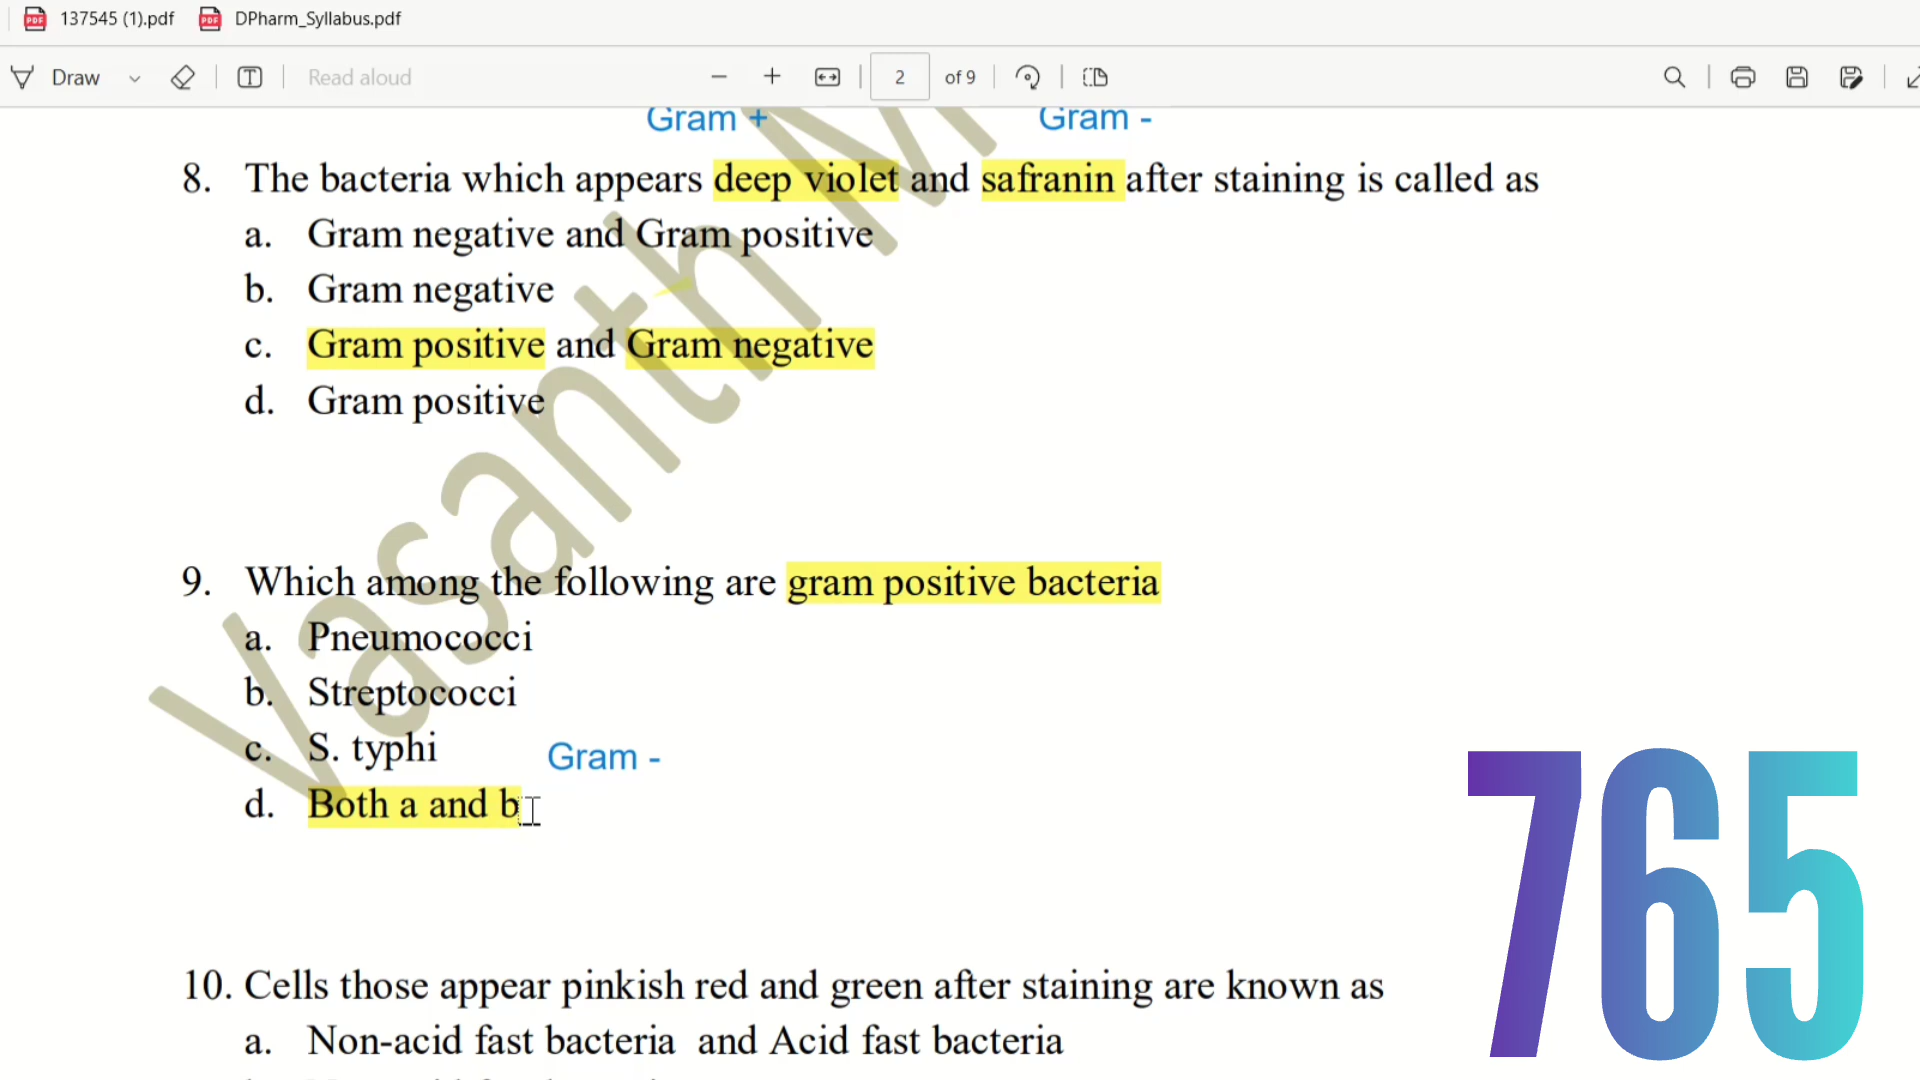 137545 (1).pdf DPharm_Syllabus.pdf
Draw Read aloud 2 of 9
Gram + Gram -
8. The bacteria which appears deep violet and safranin after staining is called as
a. Gram negative and Gram positive
b. Gram negative
c. Gram positive and Gram negative
d. Gram positive
9. Which among the following are gram positive bacteria
a. Pneumococci
b. Streptococci
c. S. typhi Gram -
d. Both a and b
10. Cells those appear pinkish red and green after staining are known as
a. Non-acid fast bacteria and Acid fast bacteria
Vasanth M
765